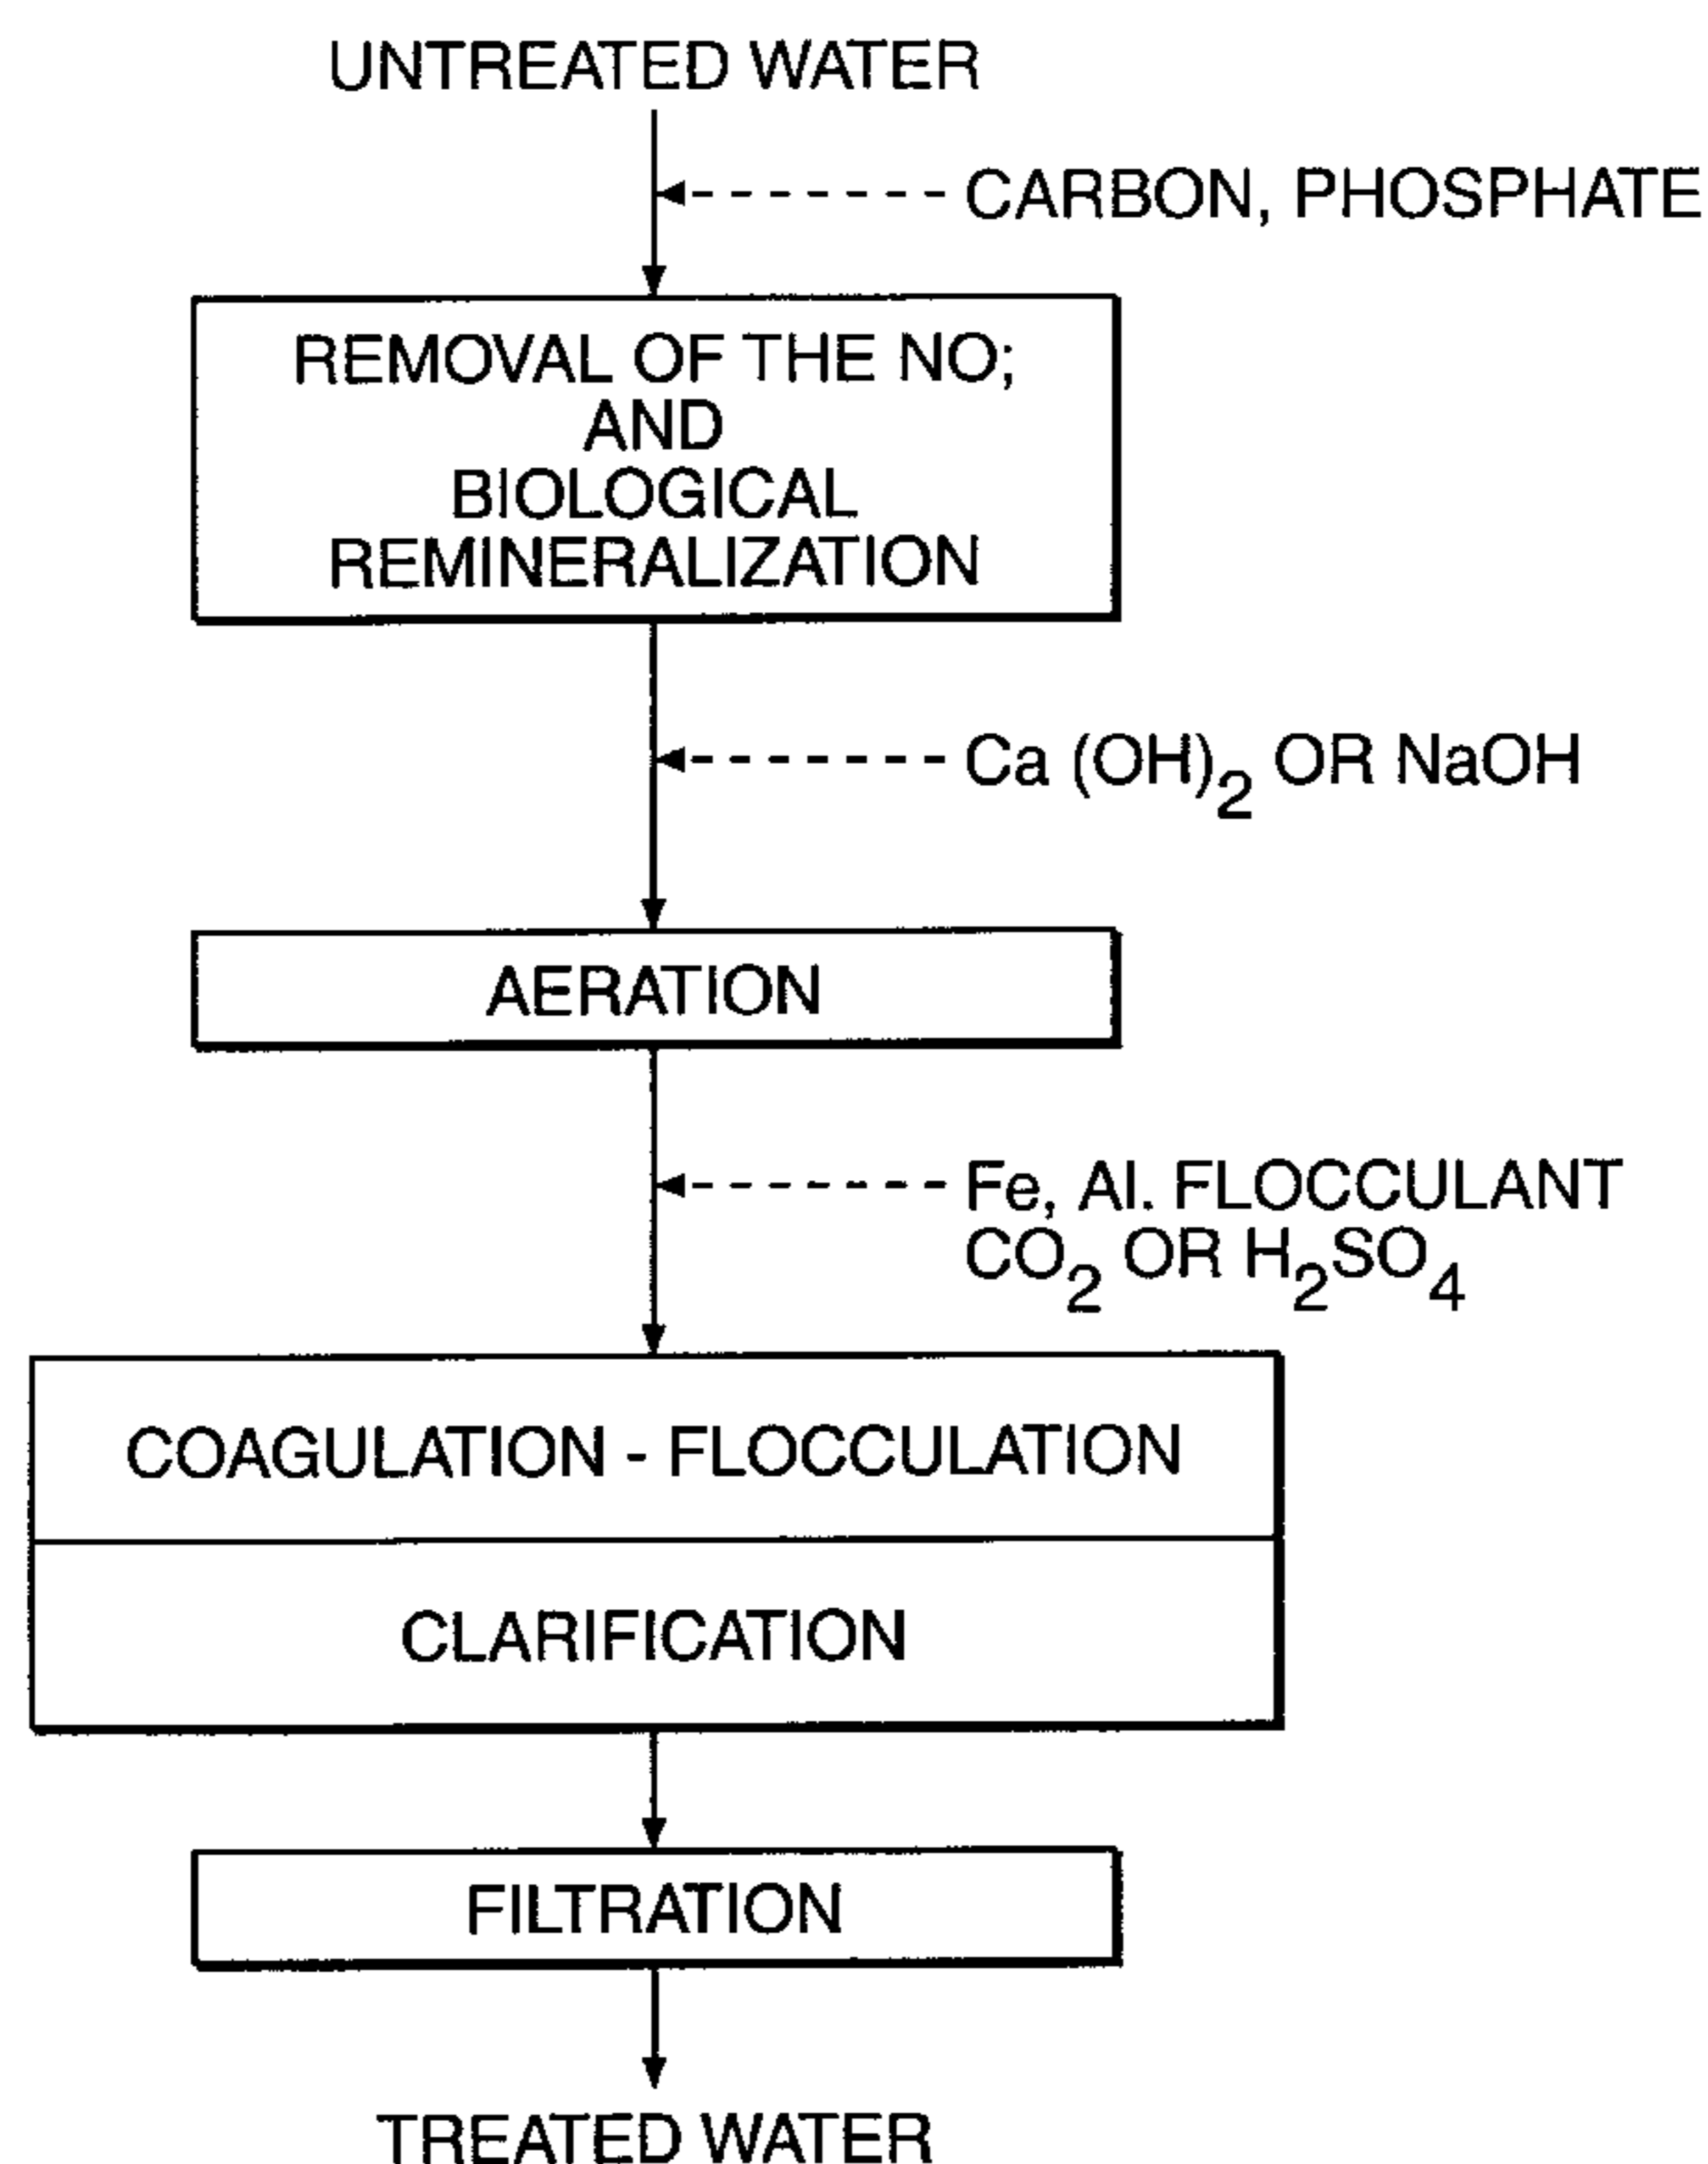 UNTREATED WATER
CARBON, PHOSPHATE
REMOVAL OF THE NO;
AND
BIOLOGICAL
REMINERALIZATION
Ca (OH)₂ OR NaOH
AERATION
Fe, Al. FLOCCULANT
CO₂ OR H₂SO₄
COAGULATION - FLOCCULATION
CLARIFICATION
FILTRATION
TREATED WATER